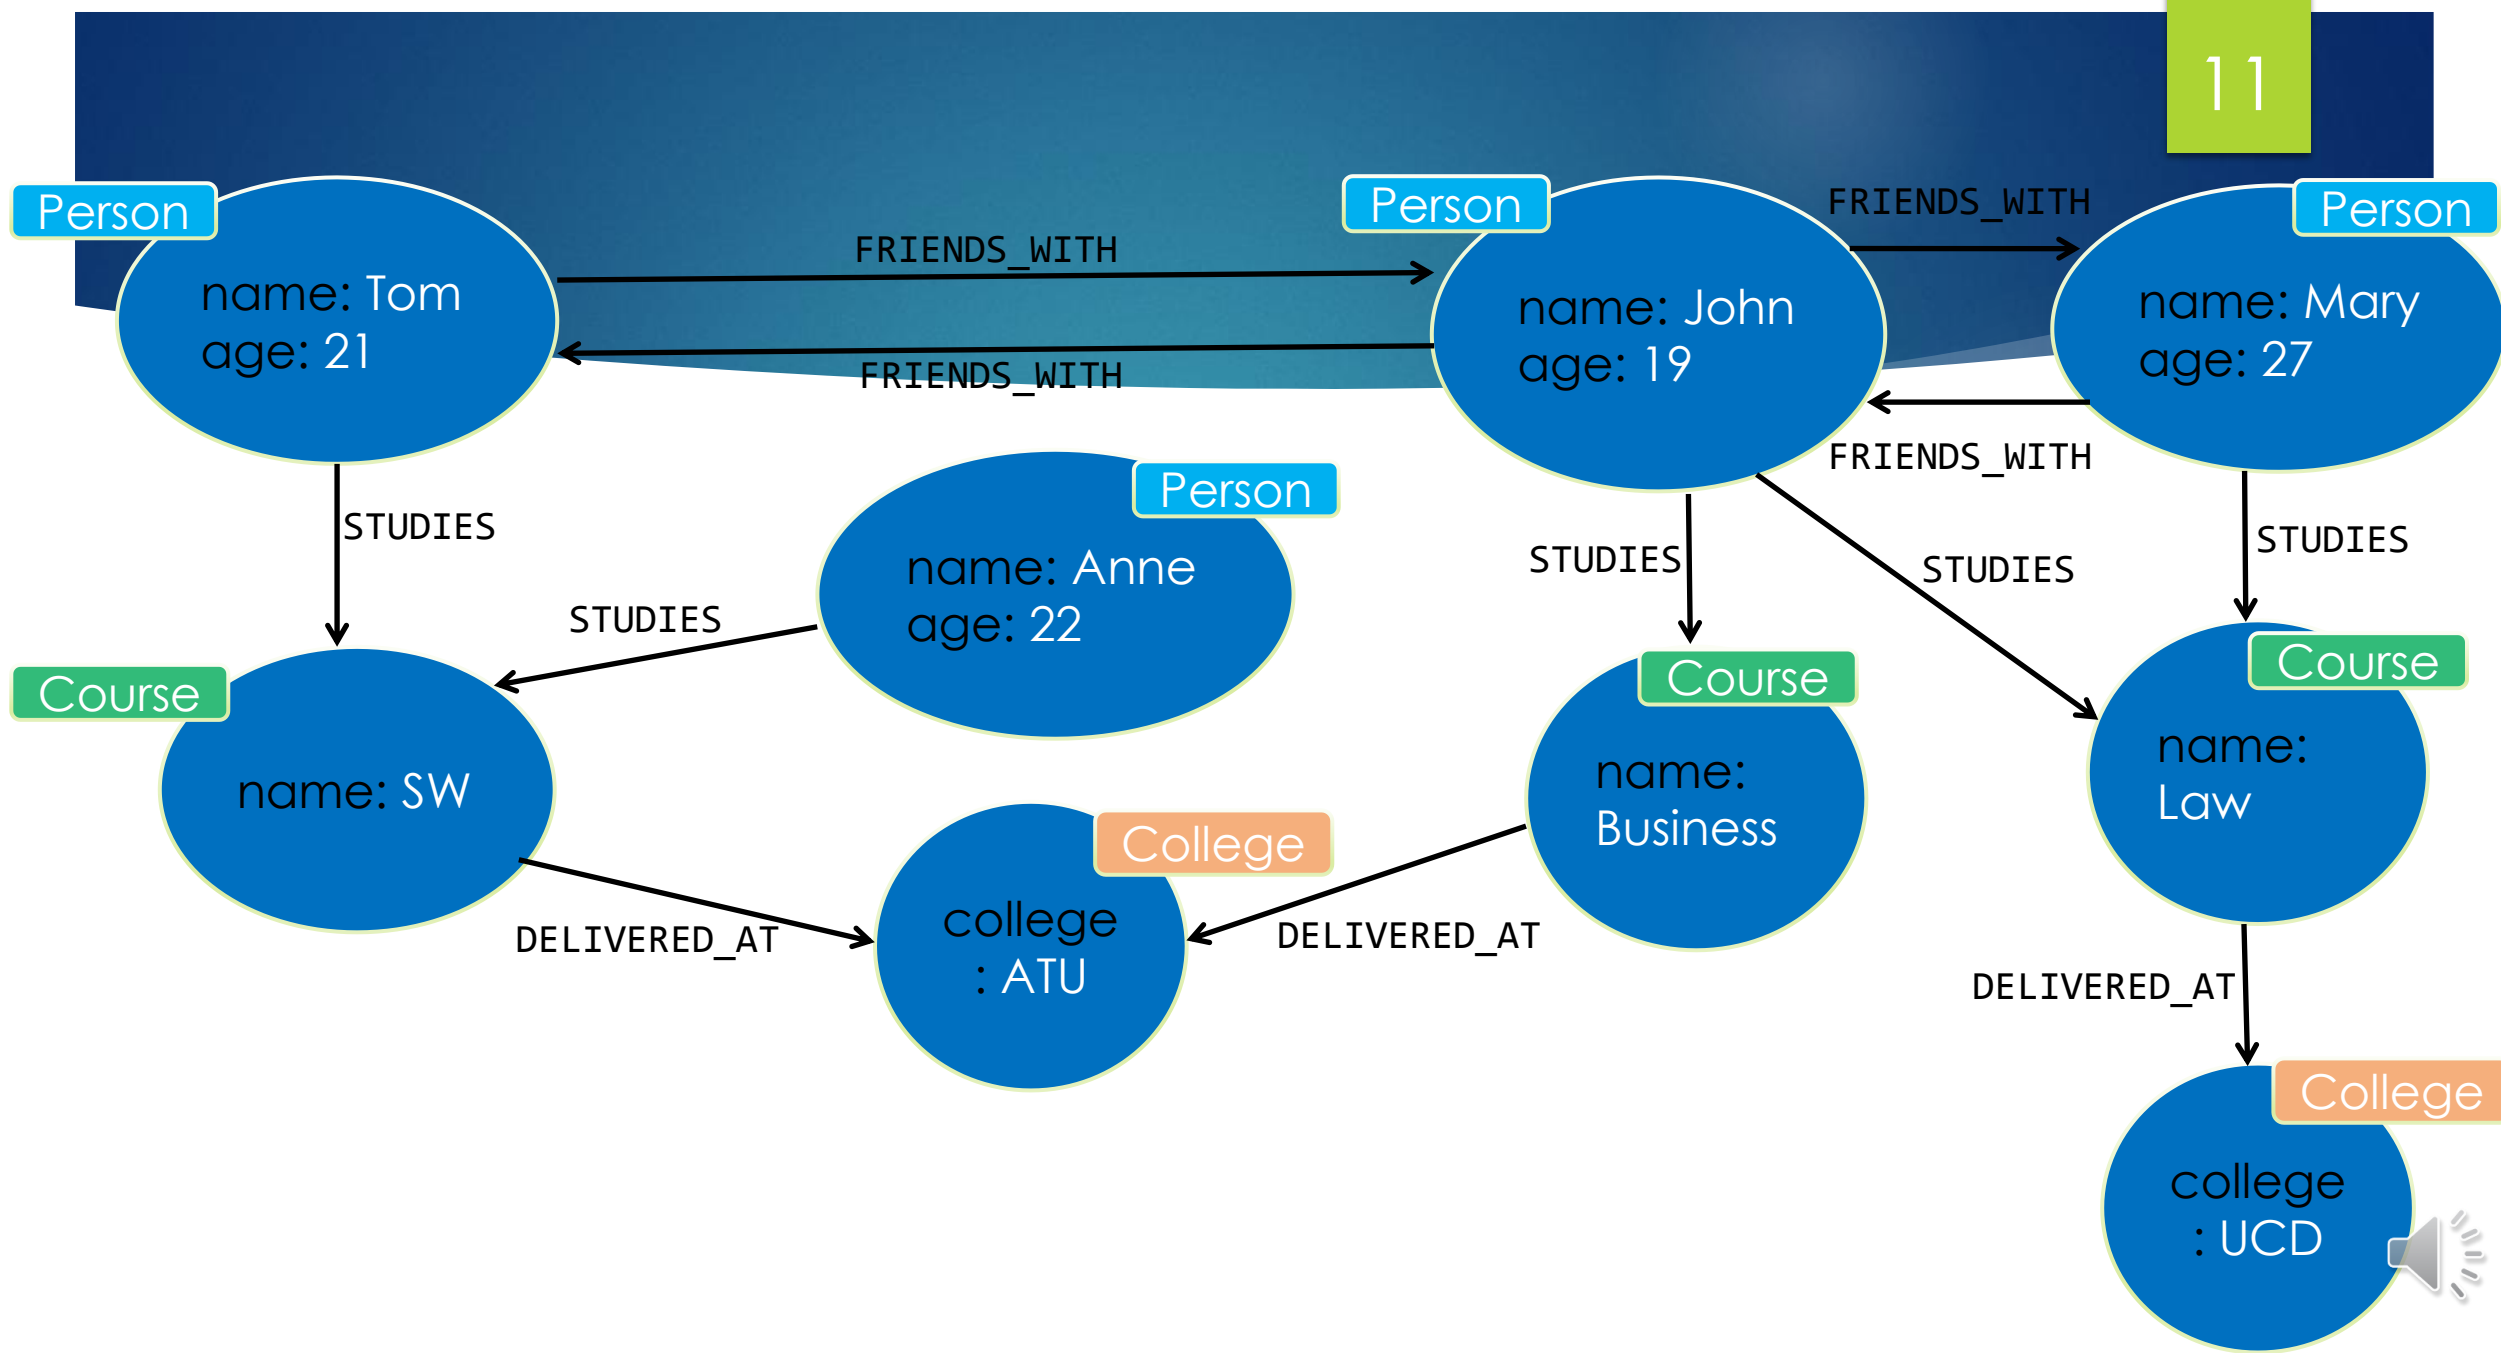 11
Person
name: Tom
age: 21
FRIENDS_WITH
FRIENDS_WITH
Person
name: John
age: 19
FRIENDS_WITH
FRIENDS_WITH
Person
name: Mary
age: 27
STUDIES
Person
name: Anne
age: 22
STUDIES
STUDIES
STUDIES
STUDIES
Course
name: SW
Course
name:
Business
Course
name:
Law
College
college
: ATU
DELIVERED_AT
DELIVERED_AT
DELIVERED_AT
College
college
: UCD